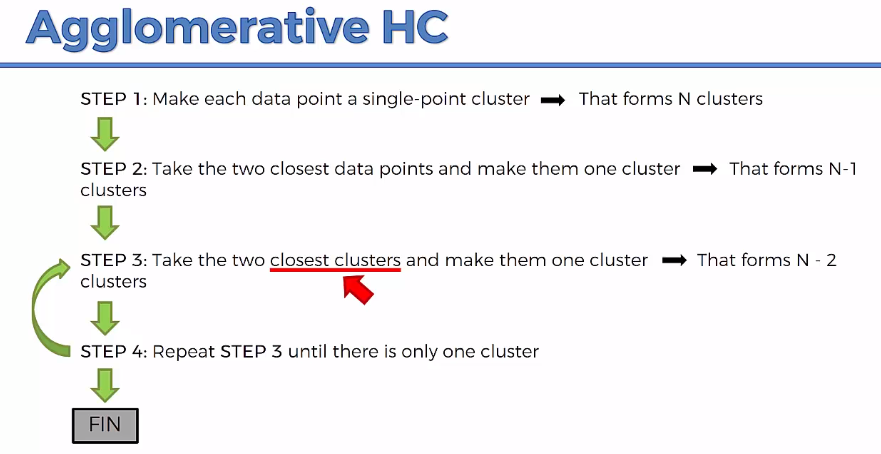 Agglomerative HC
STEP 1: Make each data point a single-point cluster ➡ That forms N clusters
STEP 2: Take the two closest data points and make them one cluster ➡ That forms N-1
clusters
STEP 3: Take the two closest clusters and make them one cluster ➡ That forms N - 2
clusters
STEP 4: Repeat STEP 3 until there is only one cluster
FIN